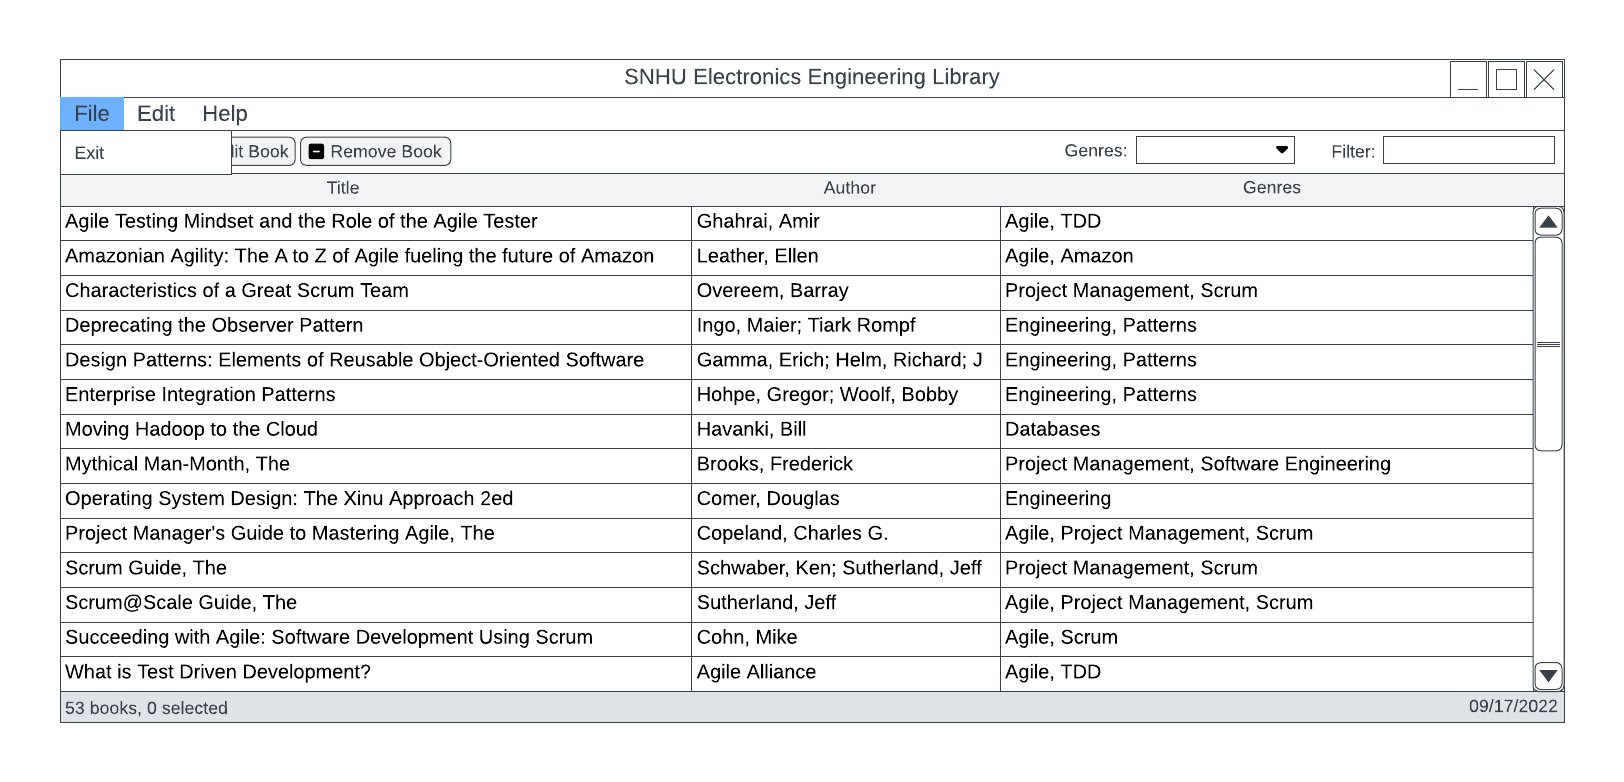 SNHU Electronics Engineering Library
File Edit Help
Exit
Book Remove Book Genres: Filter:
Title Author Genres
Agile Testing Mindset and the Role of the Agile Tester Ghahrai, Amir Agile, TDD
Amazonian Agility: The A to Z of Agile fueling the future of Amazon Leather, Ellen Agile, Amazon
Characteristics of a Great Scrum Team Overeem, Barray Project Management, Scrum
Deprecating the Observer Pattern Ingo, Maier; Tiark Rompf Engineering, Patterns
Design Patterns: Elements of Reusable Object-Oriented Software Gamma, Erich; Helm, Richard; J Engineering, Patterns
Enterprise Integration Patterns Hohpe, Gregor; Woolf, Bobby Engineering, Patterns
Moving Hadoop to the Cloud Havanki, Bill Databases
Mythical Man-Month, The Brooks, Frederick Project Management, Software Engineering
Operating System Design: The Xinu Approach 2ed Comer, Douglas Engineering
Project Manager's Guide to Mastering Agile, The Copeland, Charles G. Agile, Project Management, Scrum
Scrum Guide, The Schwaber, Ken; Sutherland, Jeff Project Management, Scrum
Scrum@Scale Guide, The Sutherland, Jeff Agile, Project Management, Scrum
Succeeding with Agile: Software Development Using Scrum Cohn, Mike Agile, Scrum
What is Test Driven Development? Agile Alliance Agile, TDD
53 books, 0 selected 09/17/2022